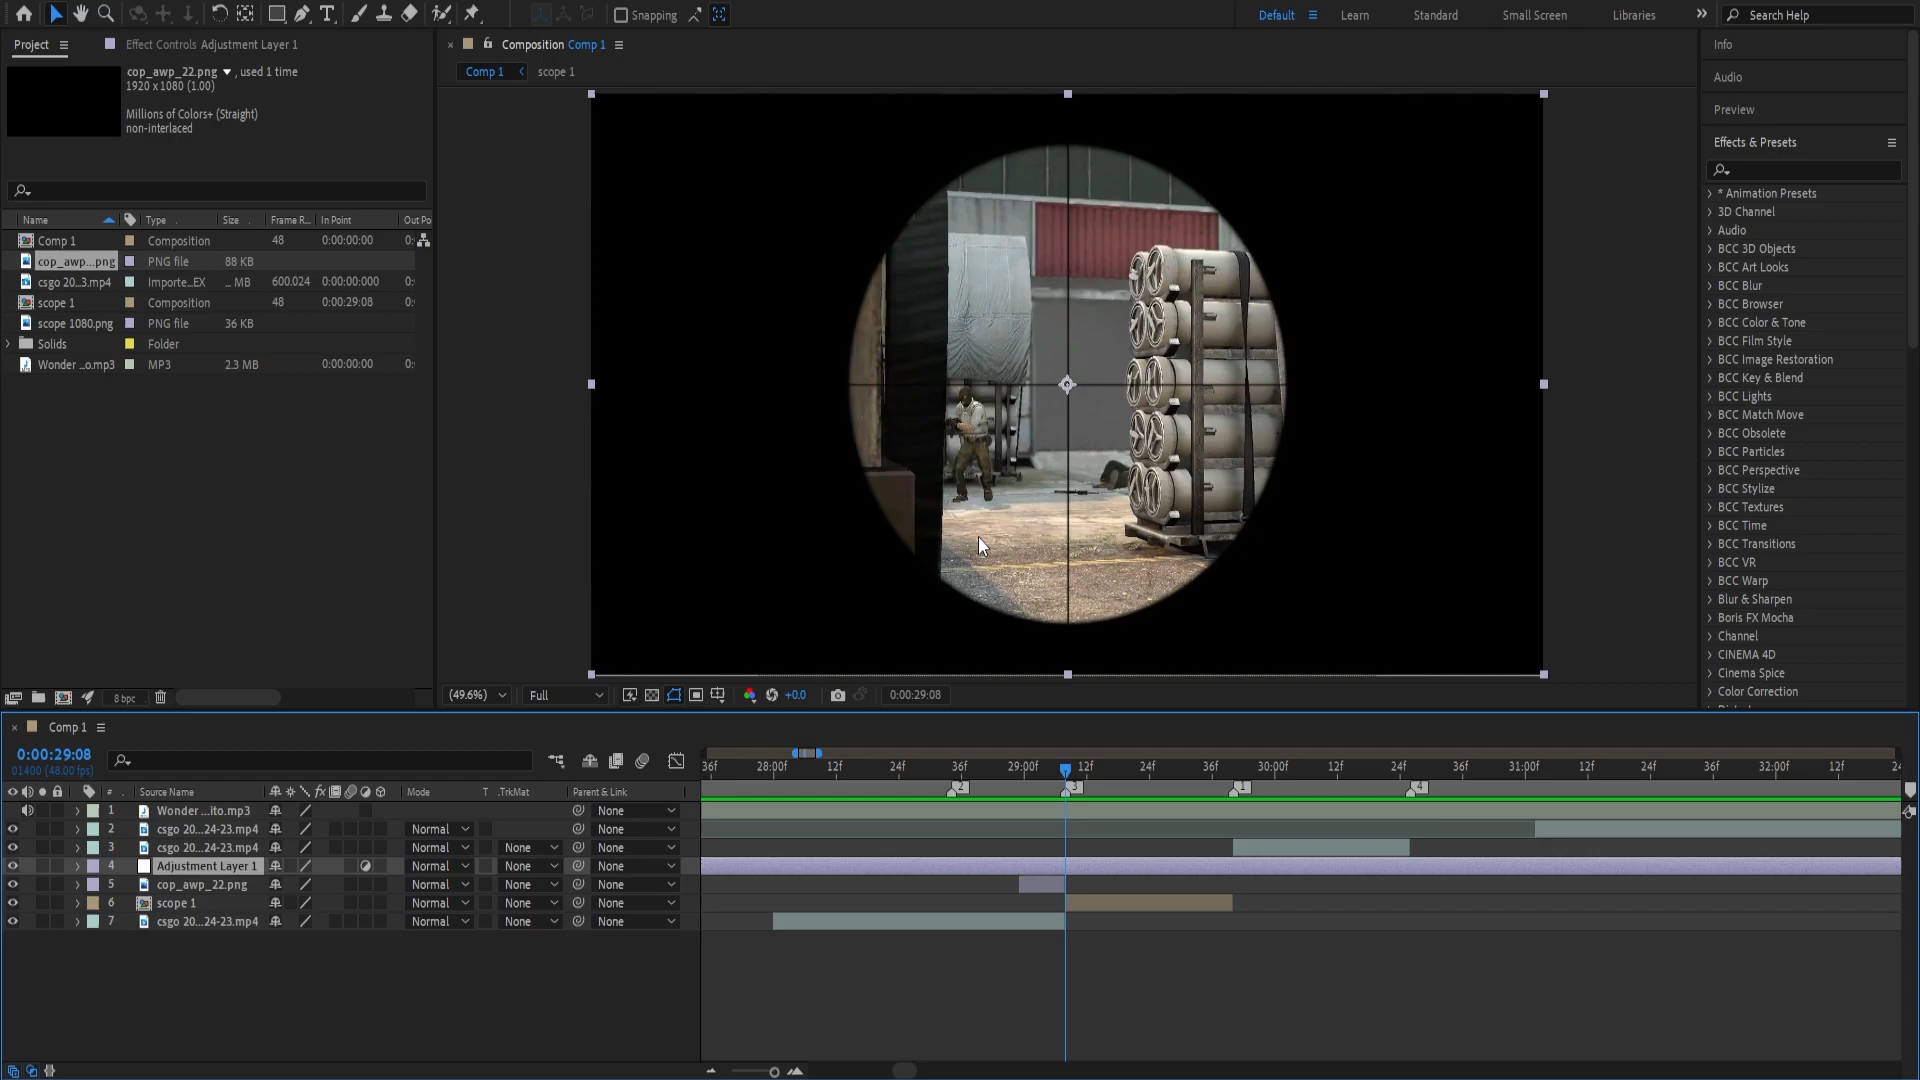 Snapping
Default
Learn
Standard
Small Screen
Libraries
Search Help
Project
Effect Controls Adjustment Layer 1
cop_awp_22.png , used 1 time
1920 x 1080 (1.00)
Millions of Colors+ (Straight)
non-interlaced
Composition Comp 1
Comp 1
scope 1
Name Type Size Frame R... In Point Out Po
Comp 1 Composition 48 0:00:00:00 0:
cop_awp...png PNG file 88 KB
csgo 20...3.mp4 Importe...EX ... MB 600.024 0:00:00:000 0:
scope 1 Composition 48 0:00:29:08 0:
scope 1080.png PNG file 36 KB
Solids Folder
Wonder ...o.mp3 MP3 2.3 MB 0:00:00:00 0:
8 bpc
(49.6%) Full +0.0 0:00:29:08
Info
Audio
Preview
Effects & Presets
* Animation Presets
3D Channel
Audio
BCC 3D Objects
BCC Art Looks
BCC Blur
BCC Browser
BCC Color & Tone
BCC Film Style
BCC Image Restoration
BCC Key & Blend
BCC Lights
BCC Match Move
BCC Obsolete
BCC Particles
BCC Perspective
BCC Stylize
BCC Textures
BCC Time
BCC Transitions
BCC VR
BCC Warp
Blur & Sharpen
Boris FX Mocha
Channel
CINEMA 4D
Cinema Spice
Color Correction
Comp 1
0:00:29:08
01400 (48.00 fps)
36f 28:00f 12f 24f 36f 29:00f 12f 24f 36f 30:00f 12f 24f 36f 31:00f 12f 24f 36f 32:00f 12f 24
2 3 1 4
# Source Name fx Mode T .TrkMat Parent & Link
1 Wonder ...ito.mp3 None
2 csgo 20...24-23.mp4 Normal None
3 csgo 20...24-23.mp4 Normal None None
4 Adjustment Layer 1 Normal None None
5 cop_awp_22.png Normal None None
6 scope 1 Normal None None
7 csgo 20...24-23.mp4 Normal None None